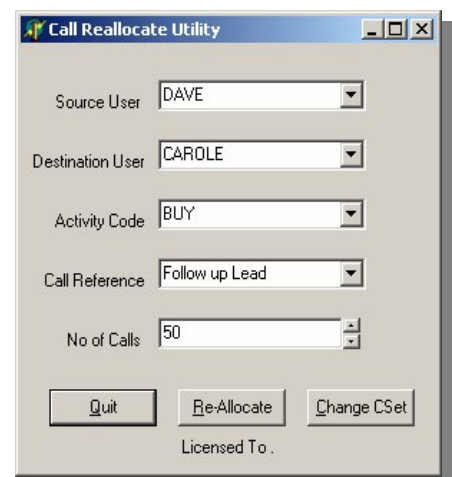 Call Reallocate Utility
Source User DAVE
Destination User CAROLE
Activity Code BUY
Call Reference Follow up Lead
No of Calls 50
Quit Re-Allocate Change CSet
Licensed To .